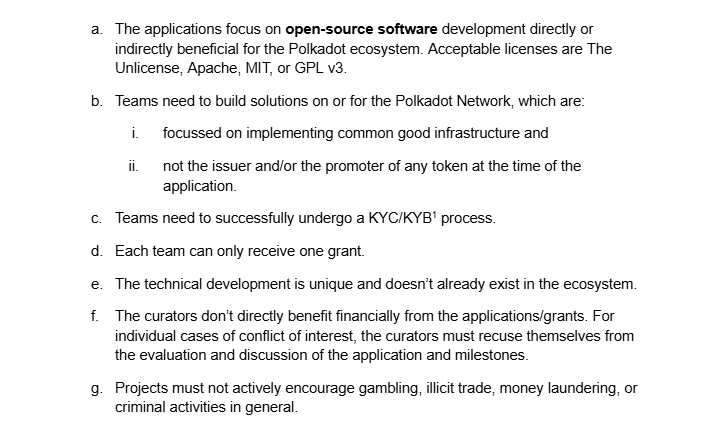 a. The applications focus on open-source software development directly or
indirectly beneficial for the Polkadot ecosystem. Acceptable licenses are The
Unlicense, Apache, MIT, or GPL v3.
b. Teams need to build solutions on or for the Polkadot Network, which are:
i. focussed on implementing common good infrastructure and
ii. not the issuer and/or the promoter of any token at the time of the
application.
c. Teams need to successfully undergo a KYC/KYB¹ process.
d. Each team can only receive one grant.
e. The technical development is unique and doesn’t already exist in the ecosystem.
f. The curators don’t directly benefit financially from the applications/grants. For
individual cases of conflict of interest, the curators must recuse themselves from
the evaluation and discussion of the application and milestones.
g. Projects must not actively encourage gambling, illicit trade, money laundering, or
criminal activities in general.